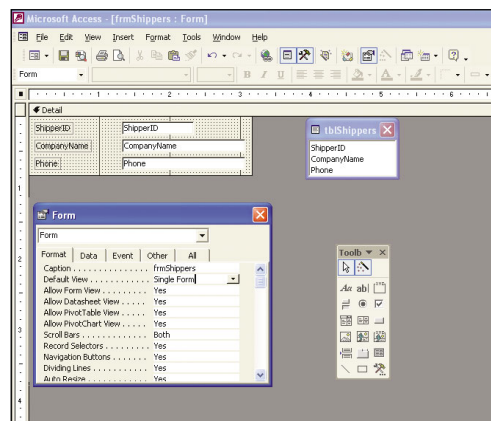 Microsoft Access - [frmShippers : Form]
File Edit View Insert Format Tools Window Help
Form
B I U
1 2 3 4 5 6
Detail
ShipperID ShipperID
CompanyName CompanyName
Phone: Phone
tblShippers
ShipperID
CompanyName
Phone
1
2
3
4
Form
Form
Format Data Event Other All
Caption . . . . . . . . . . . . . . . frmShippers
Default View . . . . . . . . . . . Single Form
Allow Form View . . . . . . . . . Yes
Allow Datasheet View . . . . . Yes
Allow PivotTable View . . . . . Yes
Allow PivotChart View . . . . . Yes
Scroll Bars . . . . . . . . . . . . Both
Record Selectors . . . . . . . . Yes
Navigation Buttons . . . . . . . Yes
Dividing Lines . . . . . . . . . . . Yes
Auto Resize . . . . . . . . . . . . Yes
Toolb
Aa ab|